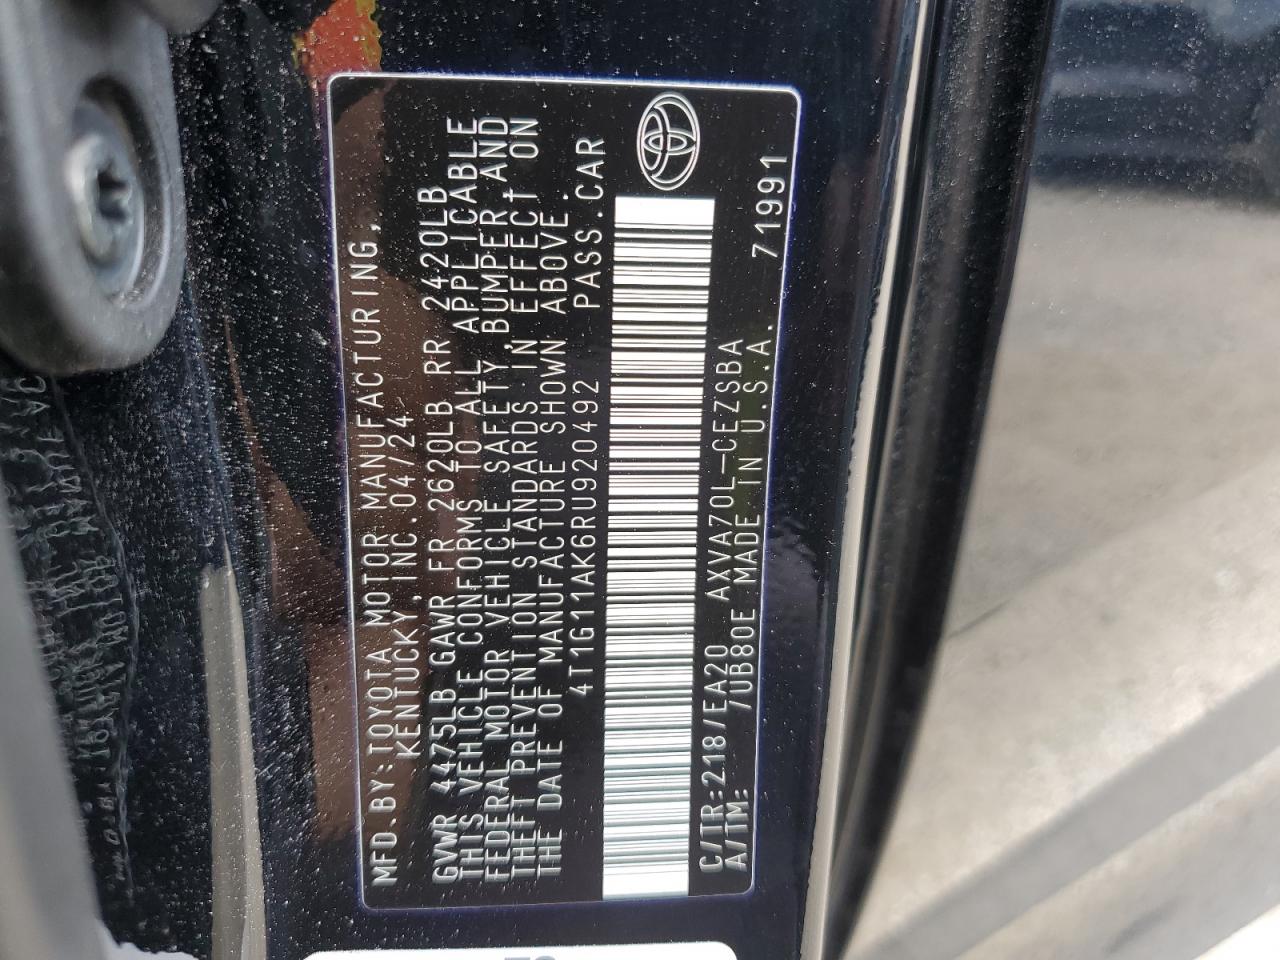 MFD.BY:TOYOTA MOTOR MANUFACTURING,
KENTUCKY,INC.04/24
GVWR 4475LB GAWR FR 2620LB RR 2420LB
THIS VEHICLE CONFORMS TO ALL APPLICABLE
FEDERAL MOTOR VEHICLE SAFETY,BUMPER AND
THEFT PREVENTION STANDARDS IN EFFECT ON
THE DATE OF MANUFACTURE SHOWN ABOVE.
4T1G11AK6RU920492 PASS.CAR
C/TR:218/EA20 AXVA70L-CEZSBA
A/TM: /UB80E MADE IN U.S.A. 71991